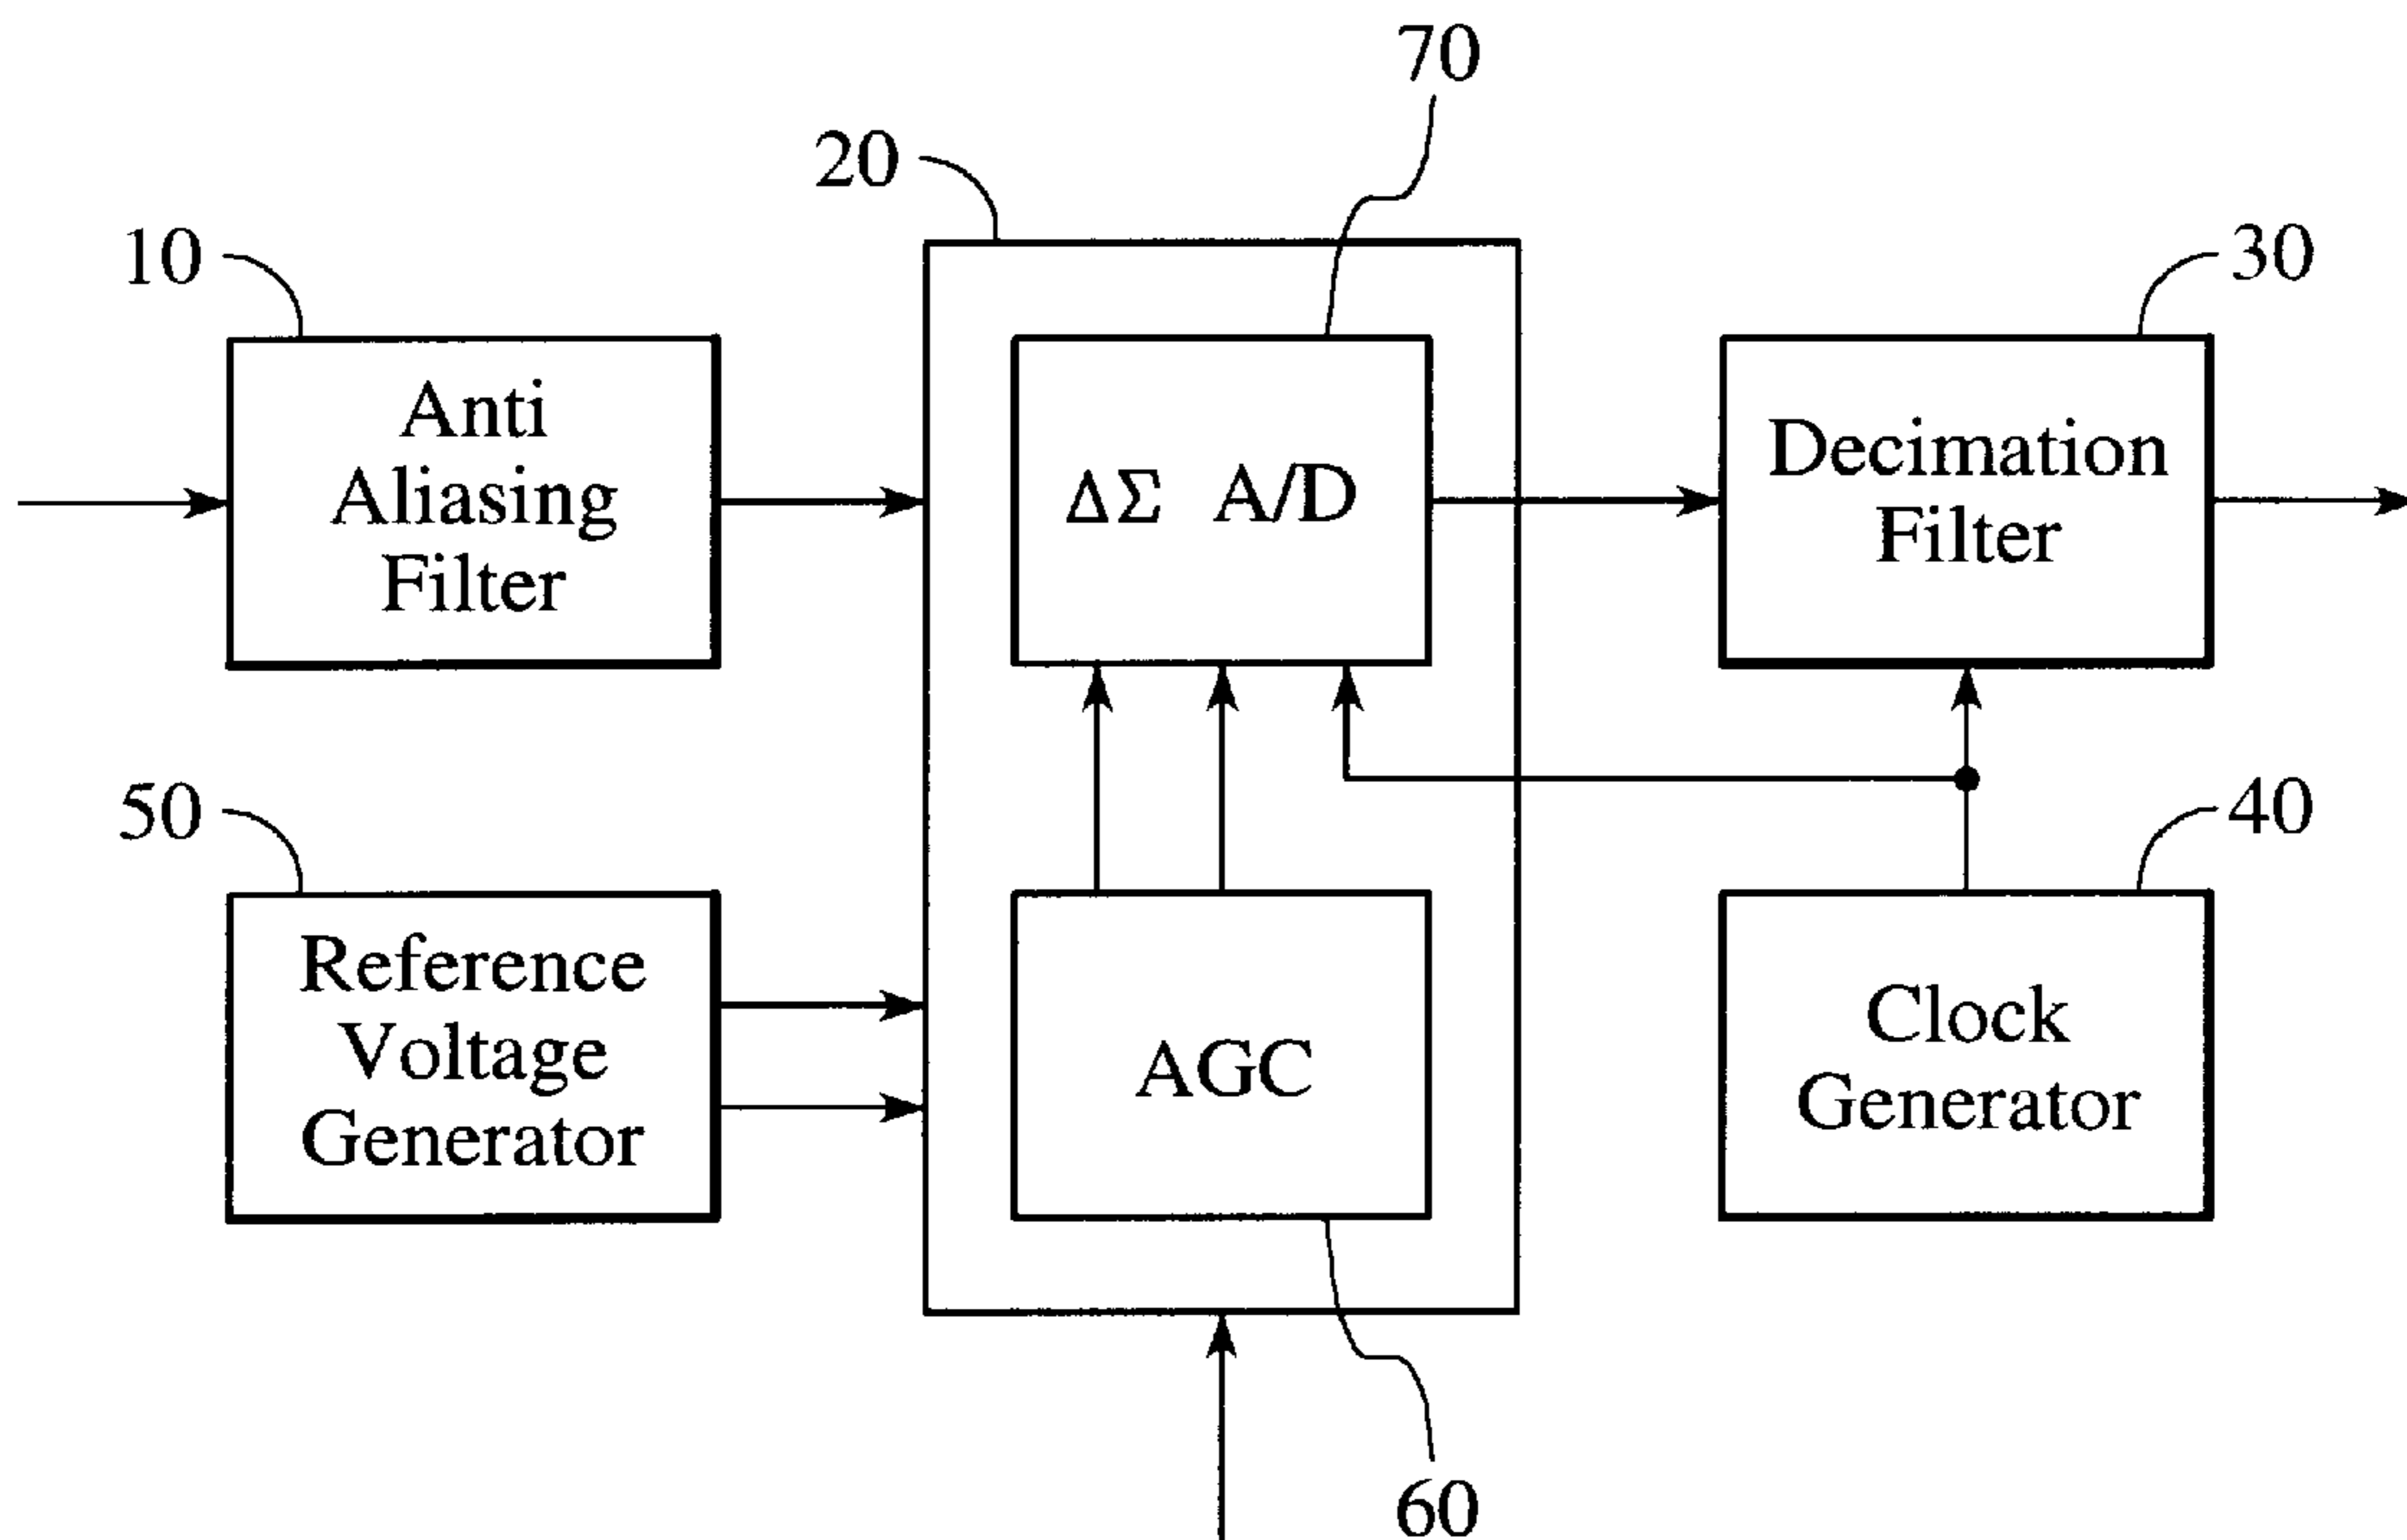 70
20
10
30
Anti
Aliasing
Filter
ΔΣ A/D
Decimation
Filter
50
40
Reference
Voltage
Generator
AGC
Clock
Generator
60